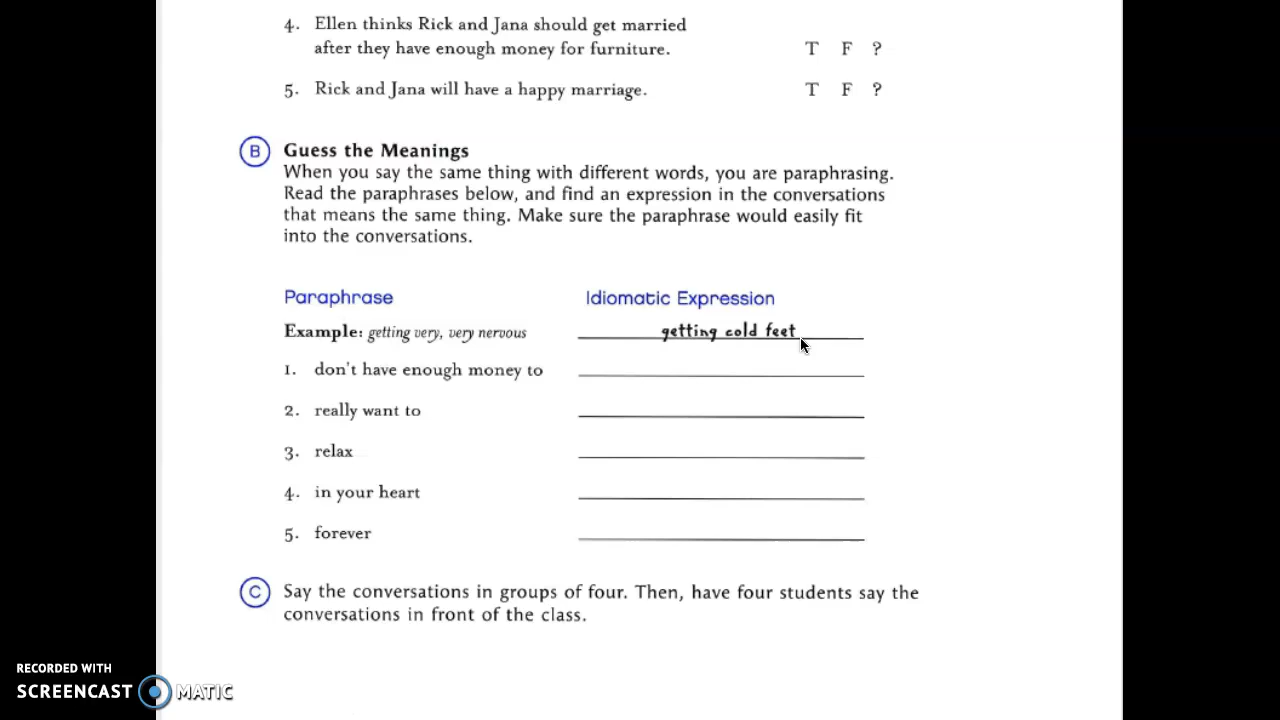 4. Ellen thinks Rick and Jana should get married
after they have enough money for furniture. T F ?
5. Rick and Jana will have a happy marriage. T F ?
B Guess the Meanings
When you say the same thing with different words, you are paraphrasing.
Read the paraphrases below, and find an expression in the conversations
that means the same thing. Make sure the paraphrase would easily fit
into the conversations.
Paraphrase Idiomatic Expression
Example: getting very, very nervous getting cold feet
1. don't have enough money to
2. really want to
3. relax
4. in your heart
5. forever
C Say the conversations in groups of four. Then, have four students say the
conversations in front of the class.
RECORDED WITH
SCREENCAST MATIC